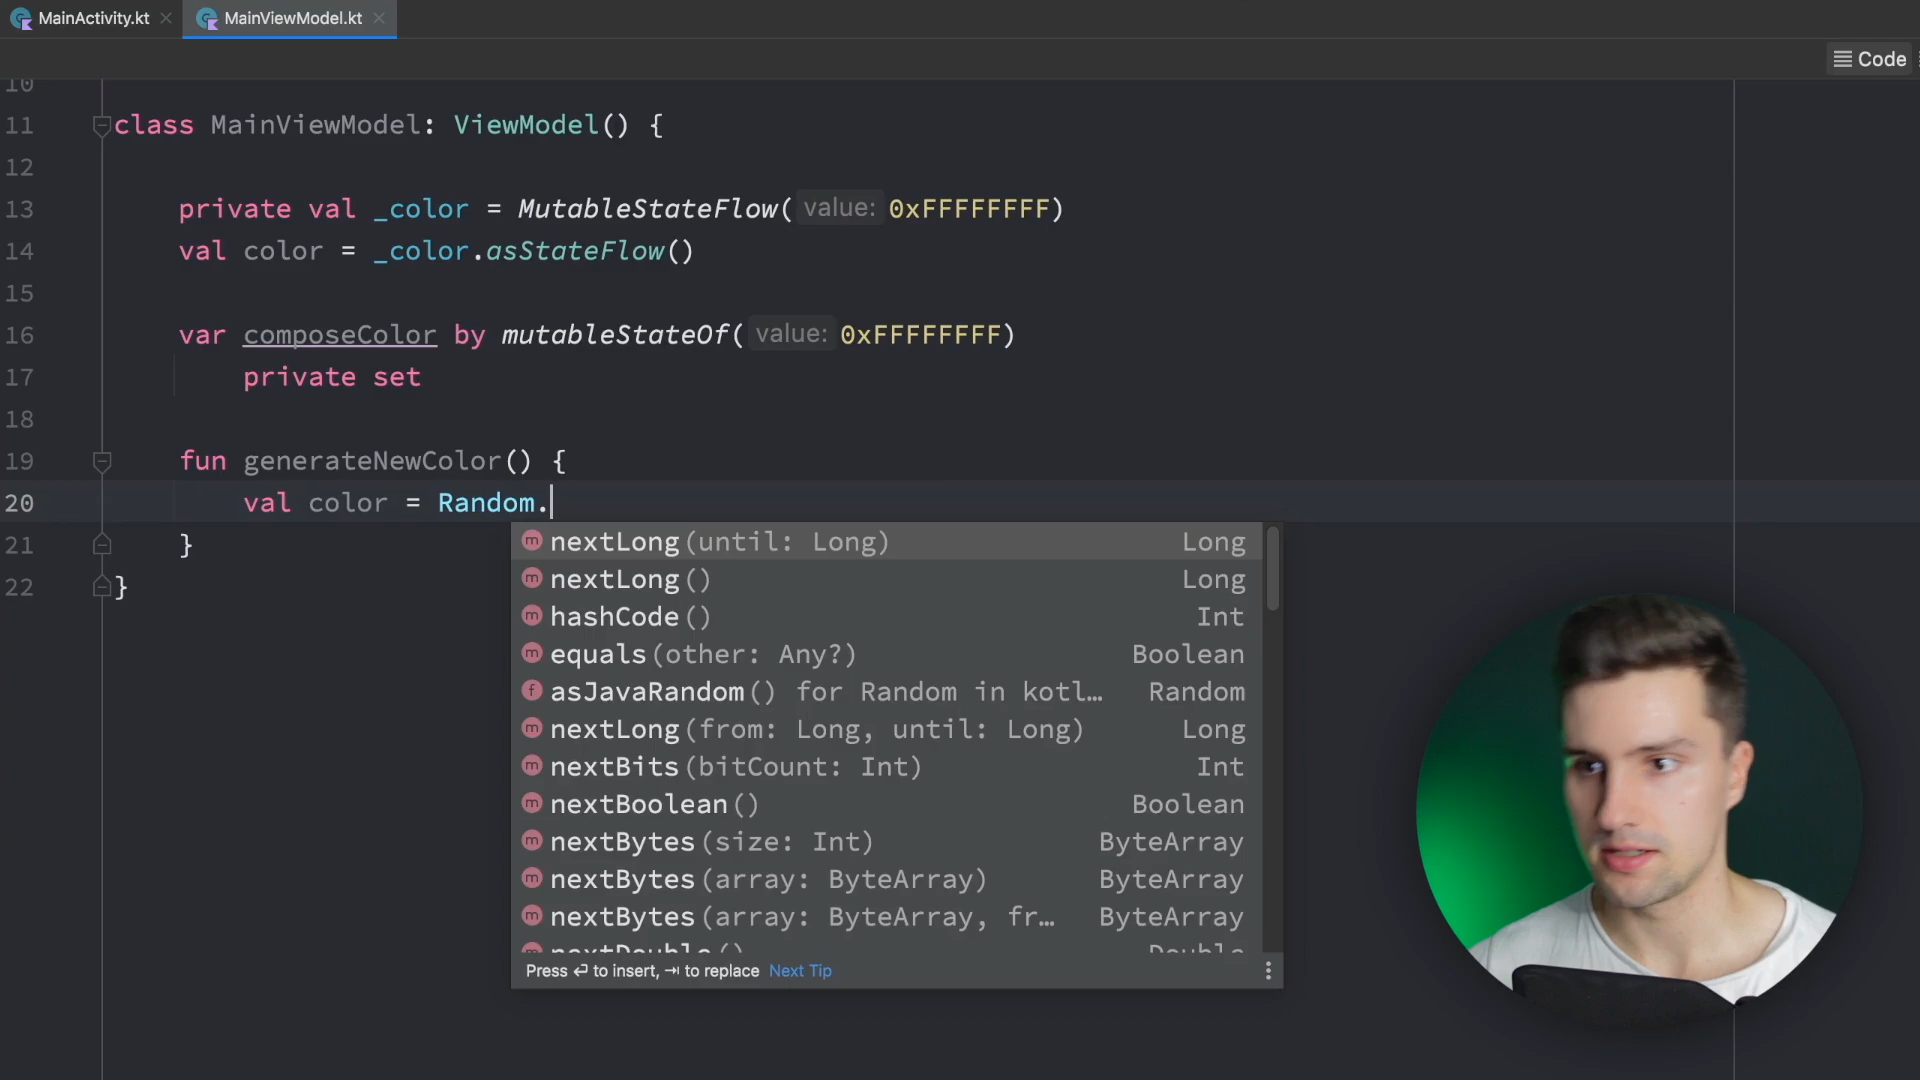 MainActivity.kt
MainViewModel.kt
Code
10
11 class MainViewModel: ViewModel() {
12
13 private val _color = MutableStateFlow( value: 0xFFFFFFFF)
14 val color = _color.asStateFlow()
15
16 var composeColor by mutableStateOf( value: 0xFFFFFFFF)
17 private set
18
19 fun generateNewColor() {
20 val color = Random.
21 }
22 }
m nextLong(until: Long) Long
m nextLong() Long
m hashCode() Int
m equals(other: Any?) Boolean
f asJavaRandom() for Random in kotl… Random
m nextLong(from: Long, until: Long) Long
m nextBits(bitCount: Int) Int
m nextBoolean() Boolean
m nextBytes(size: Int) ByteArray
m nextBytes(array: ByteArray) ByteArray
m nextBytes(array: ByteArray, fr… ByteArray
m nextDouble() Double
Press ↵ to insert, ⇥ to replace Next Tip